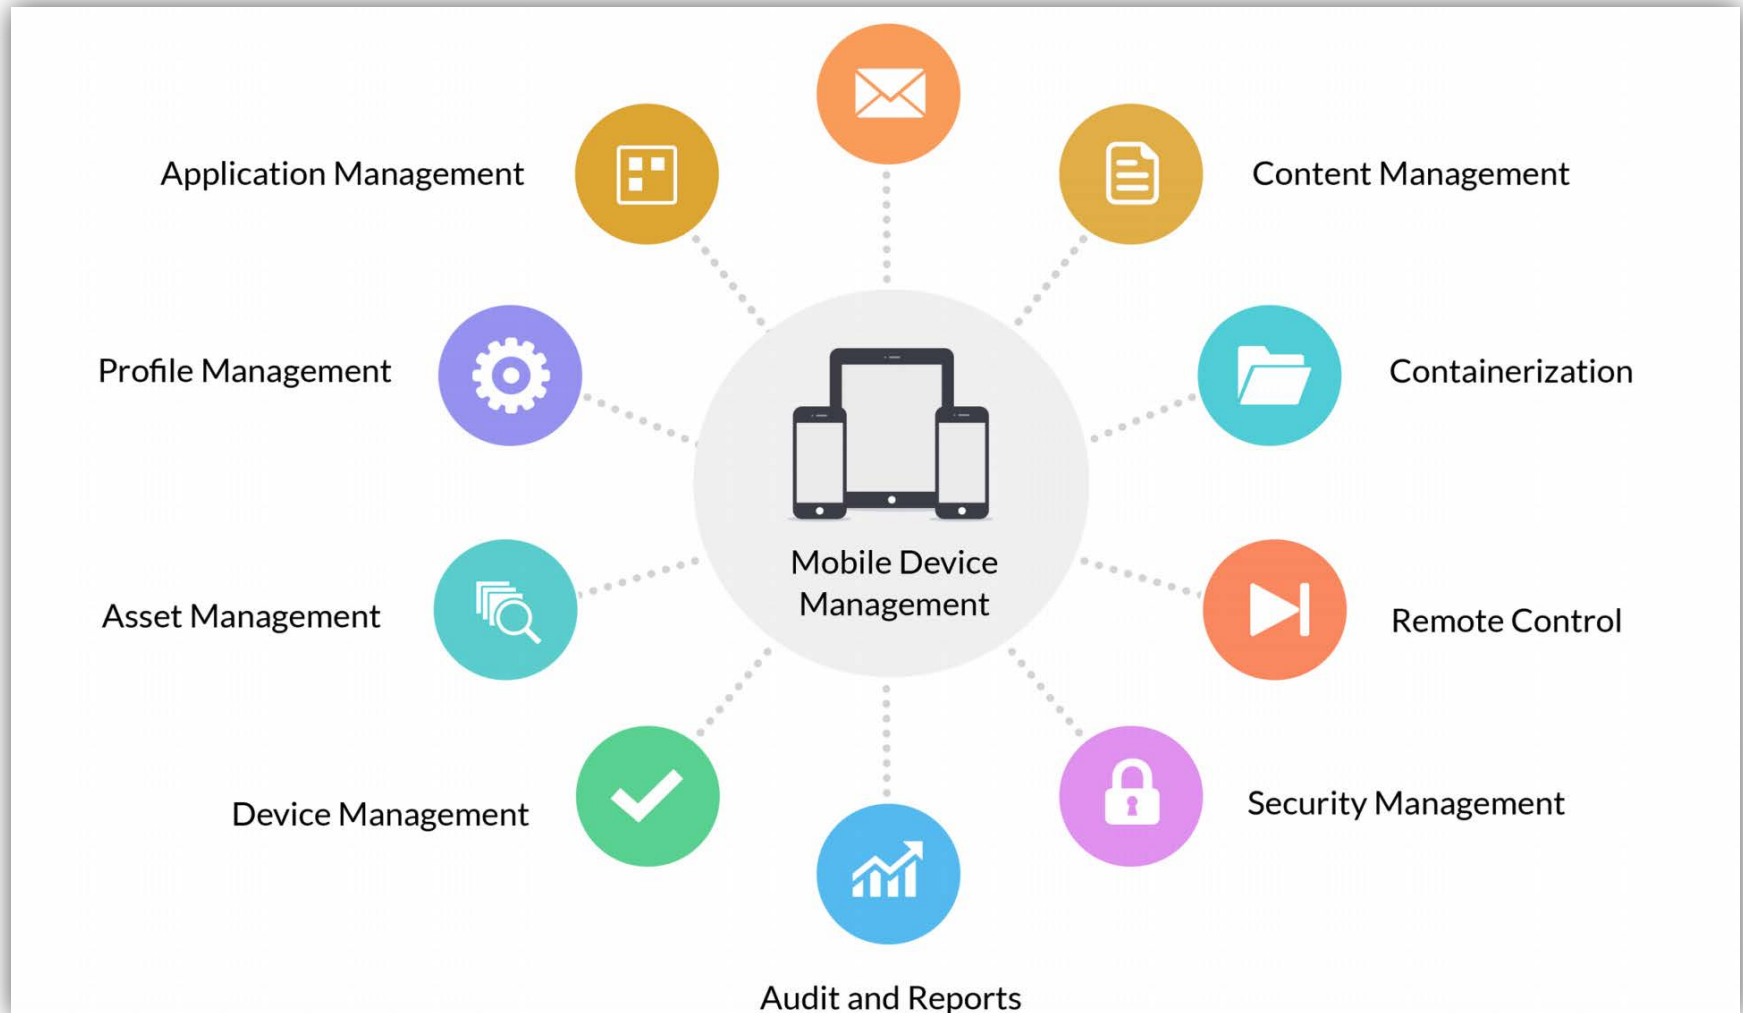 Application Management
Content Management
Profile Management
Containerization
Mobile Device
Management
Asset Management
Remote Control
Device Management
Security Management
Audit and Reports